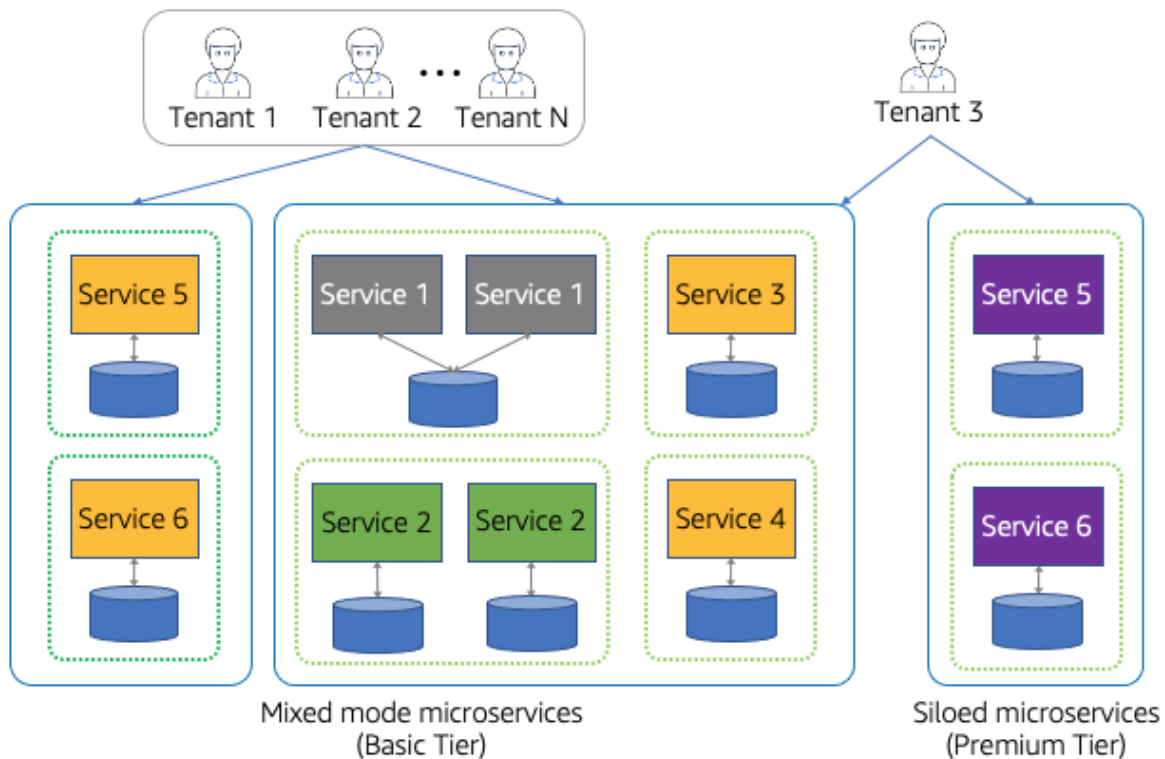 Tenant 1
Tenant 2
Tenant N
Tenant 3
Service 5
Service 1
Service 1
Service 3
Service 5
Service 6
Service 2
Service 2
Service 4
Service 6
Mixed mode microservices
(Basic Tier)
Siloed microservices
(Premium Tier)